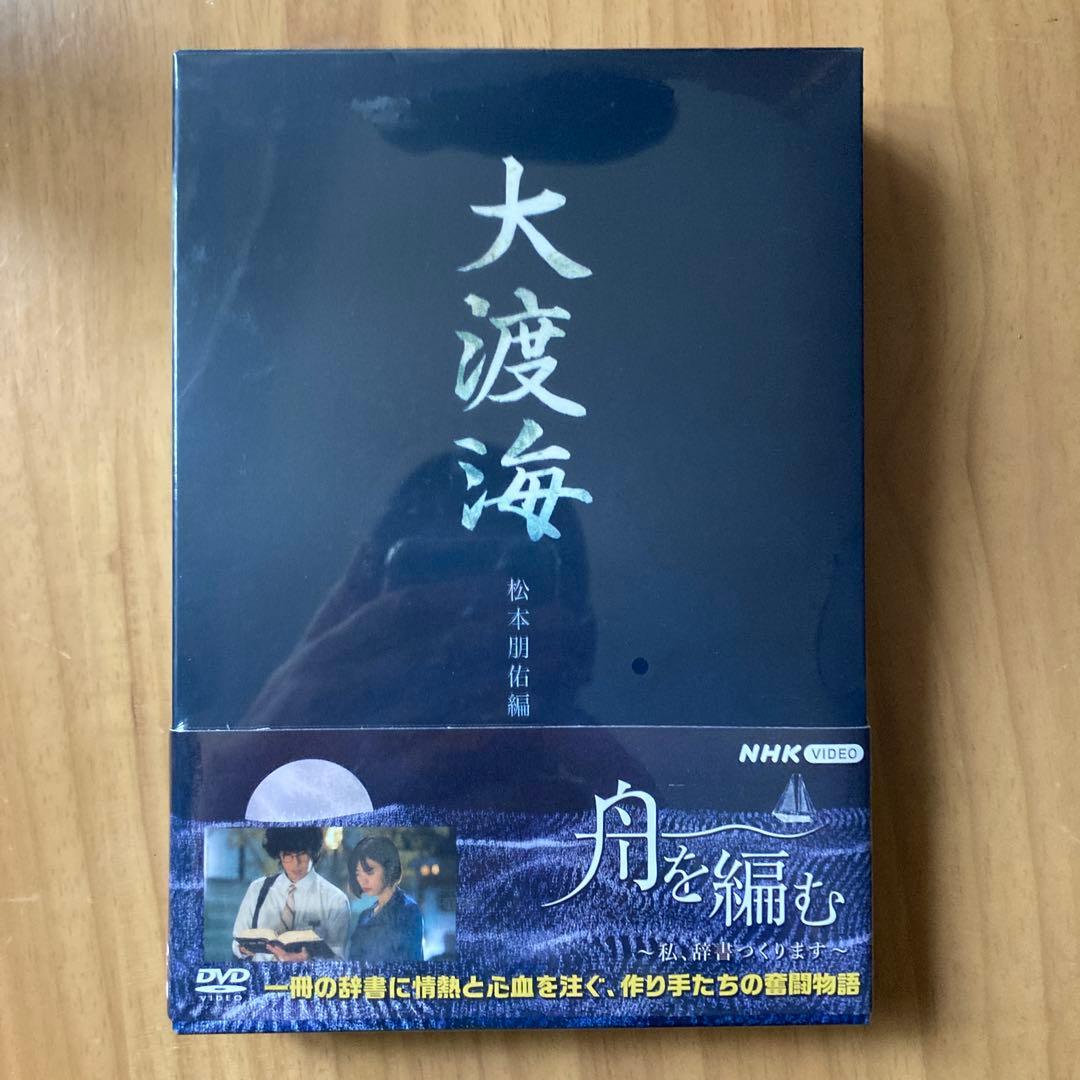 大渡海
松本朋佑編
NHK VIDEO
舟を編む
～私、辞書つくります～
DVD
VIDEO
一冊の辞書に情熱と心血を注ぐ、作り手たちの奮闘物語